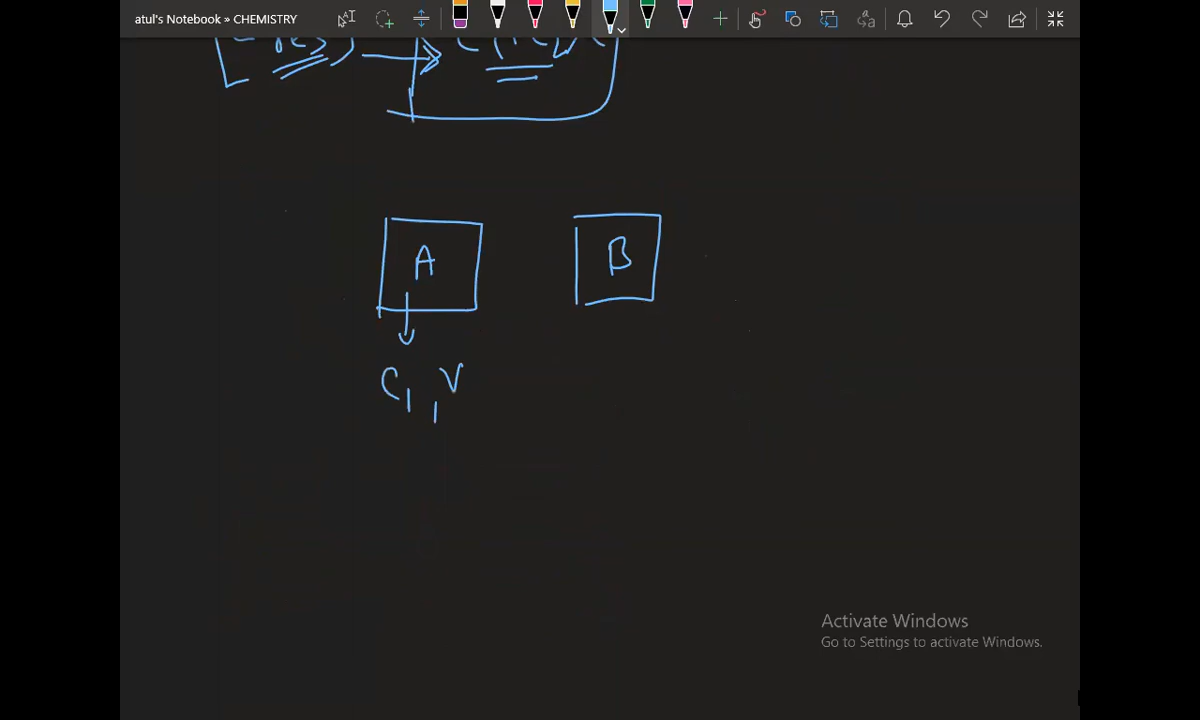 atul's Notebook » CHEMISTRY
A B
C, V
Activate Windows
Go to Settings to activate Windows.